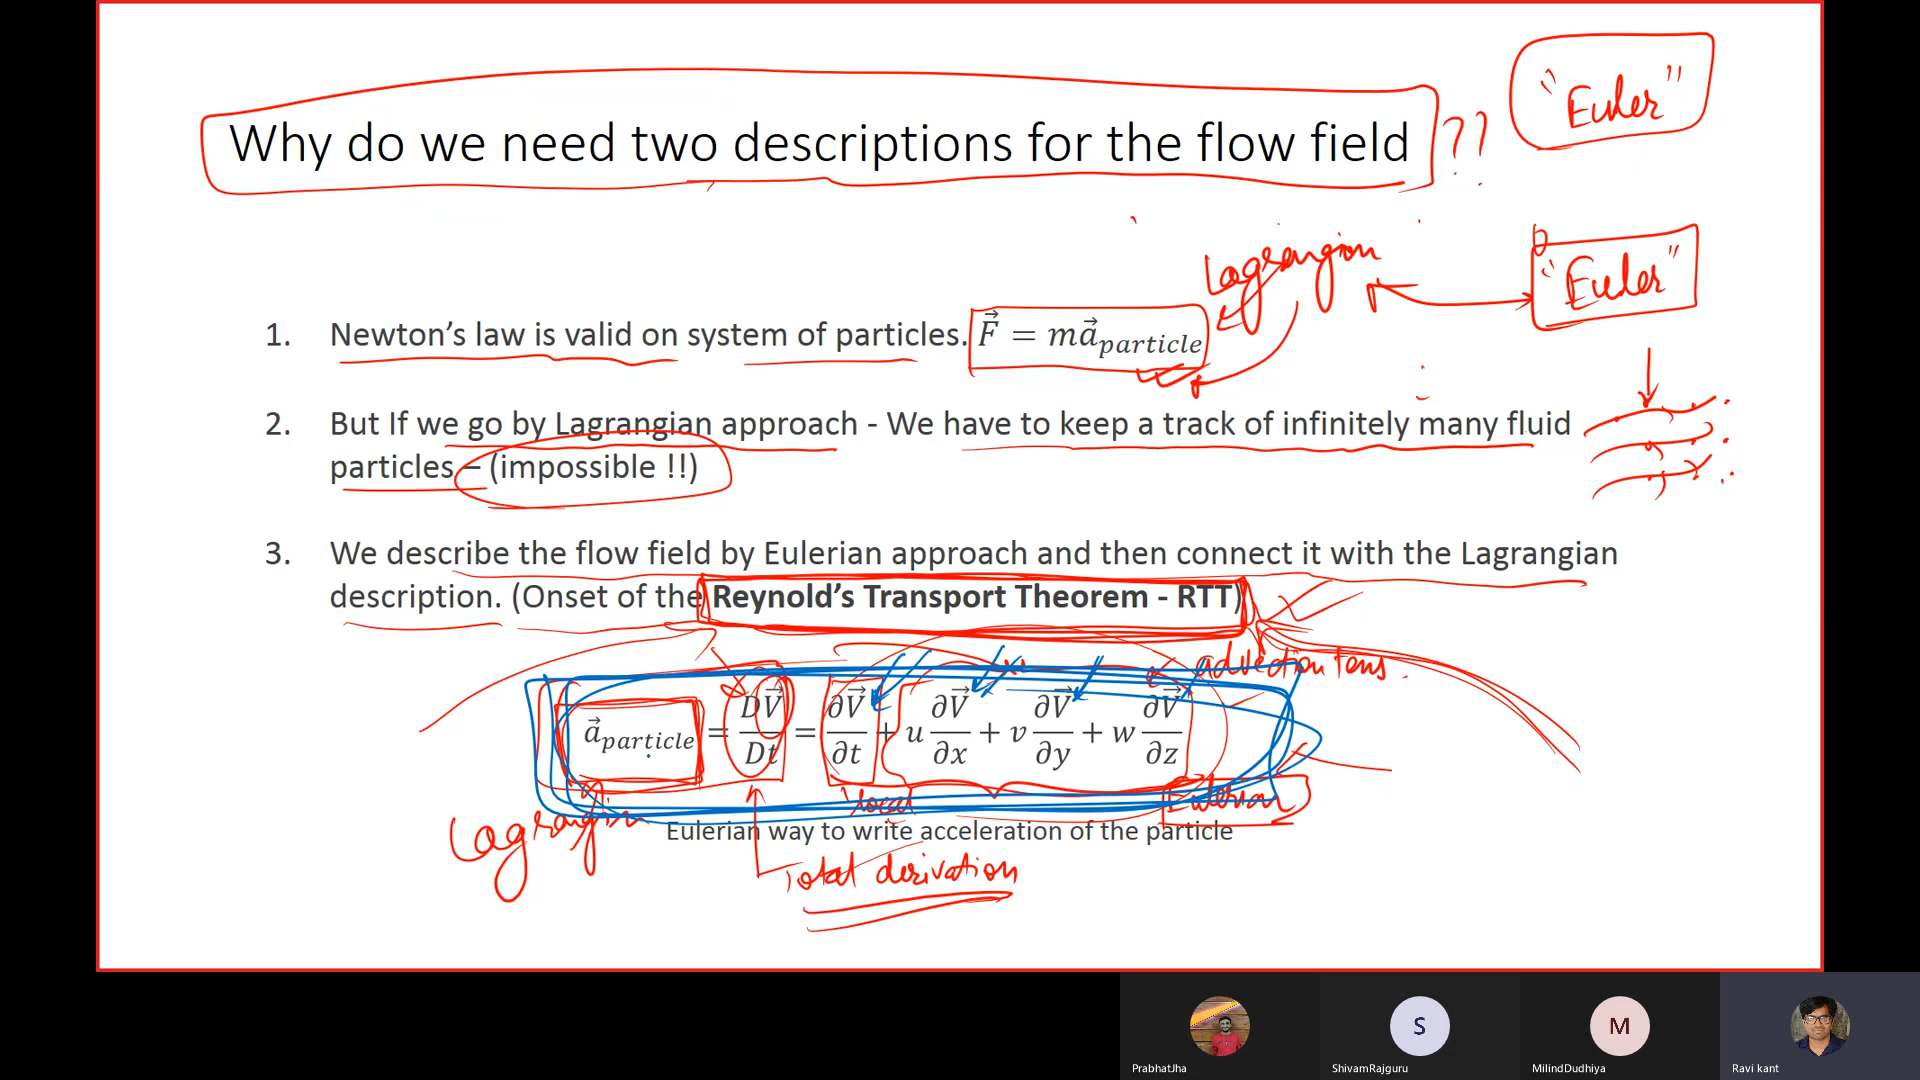 "Euler"
Why do we need two descriptions for the flow field ??
Lagrangian
"Euler"
1. Newton’s law is valid on system of particles. F⃗ = ma⃗particle
2. But If we go by Lagrangian approach - We have to keep a track of infinitely many fluid
particles – (impossible !!)
3. We describe the flow field by Eulerian approach and then connect it with the Lagrangian
description. (Onset of the Reynold’s Transport Theorem - RTT)
advection
a⃗particle = DV⃗/Dt = ∂V⃗/∂t + u ∂V⃗/∂x + v ∂V⃗/∂y + w ∂V⃗/∂z
local
Eulerian
Lagrangin
Eulerian way to write acceleration of the particle
Total derivation
S
M
PrabhatJha
ShivamRajguru
MilindDudhiya
Ravi kant